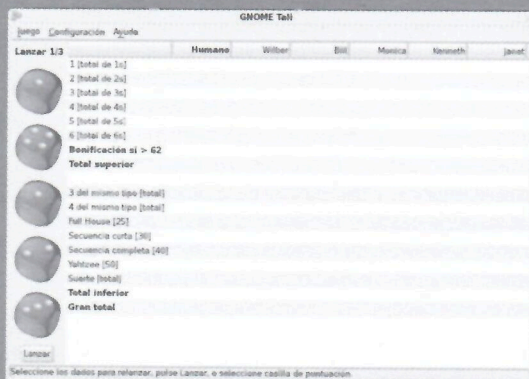 GNOME Tali
Juego Configuración Ayuda
Lanzar 1/3 Humano Wilber Bill Monica Kenneth Janet
1 [total de 1s]
2 [total de 2s]
3 [total de 3s]
4 [total de 4s]
5 [total de 5s]
6 [total de 6s]
Bonificación si > 62
Total superior
3 del mismo tipo [total]
4 del mismo tipo [total]
Full House [25]
Secuencia corta [30]
Secuencia completa [40]
Yahtzee [50]
Suerte [total]
Total inferior
Gran total
Lanzar
Seleccione los dados para relanzar, pulse Lanzar, o seleccione casilla de puntuación